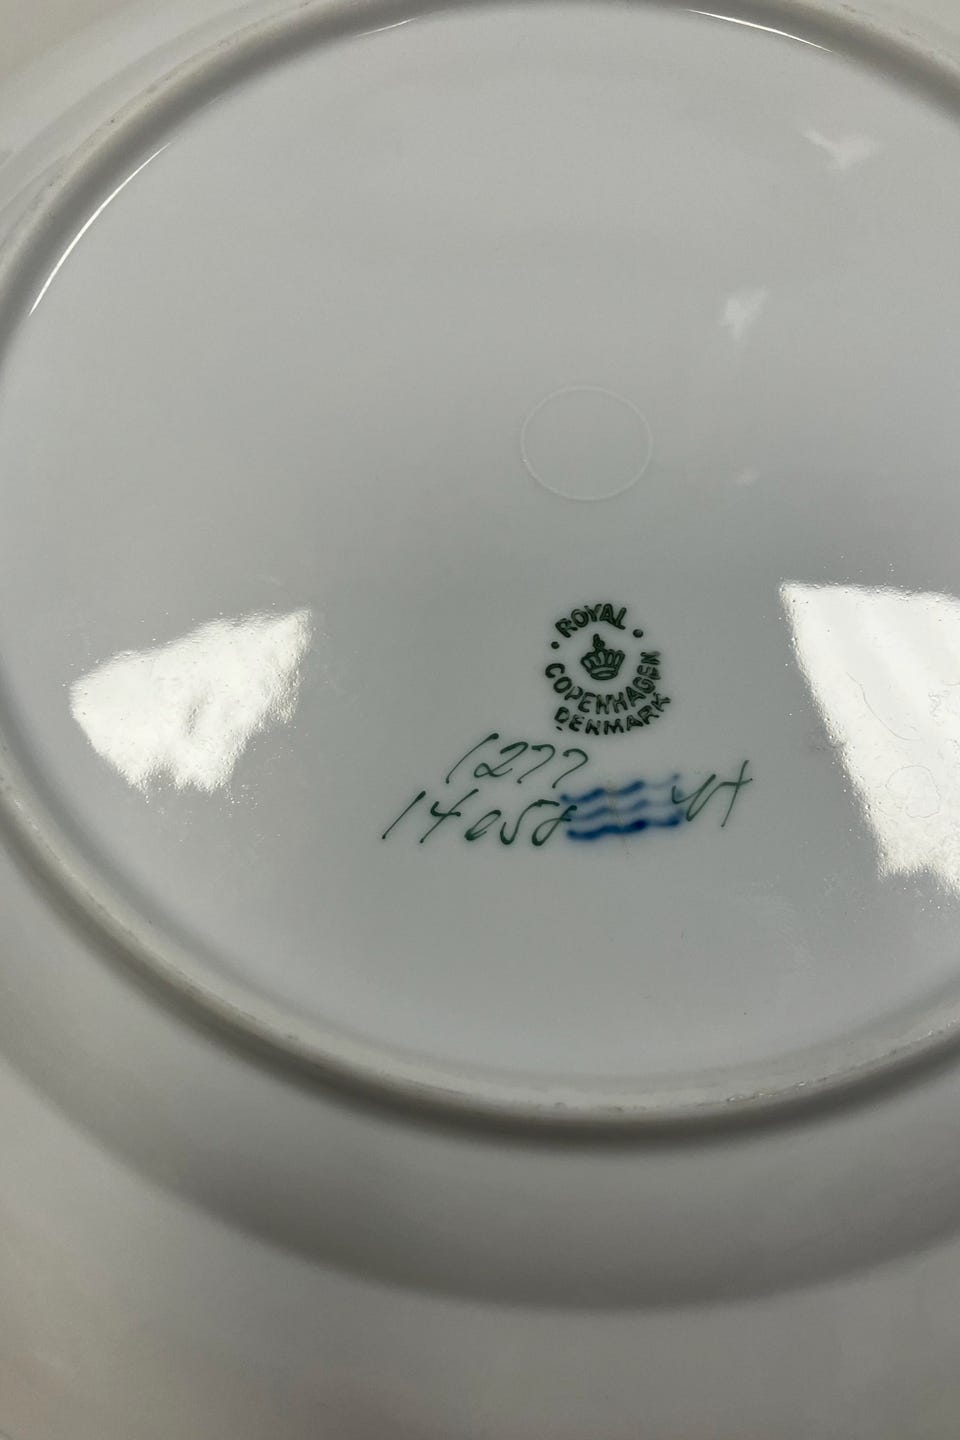 ROYAL
COPENHAGEN
DENMARK
1277
14058